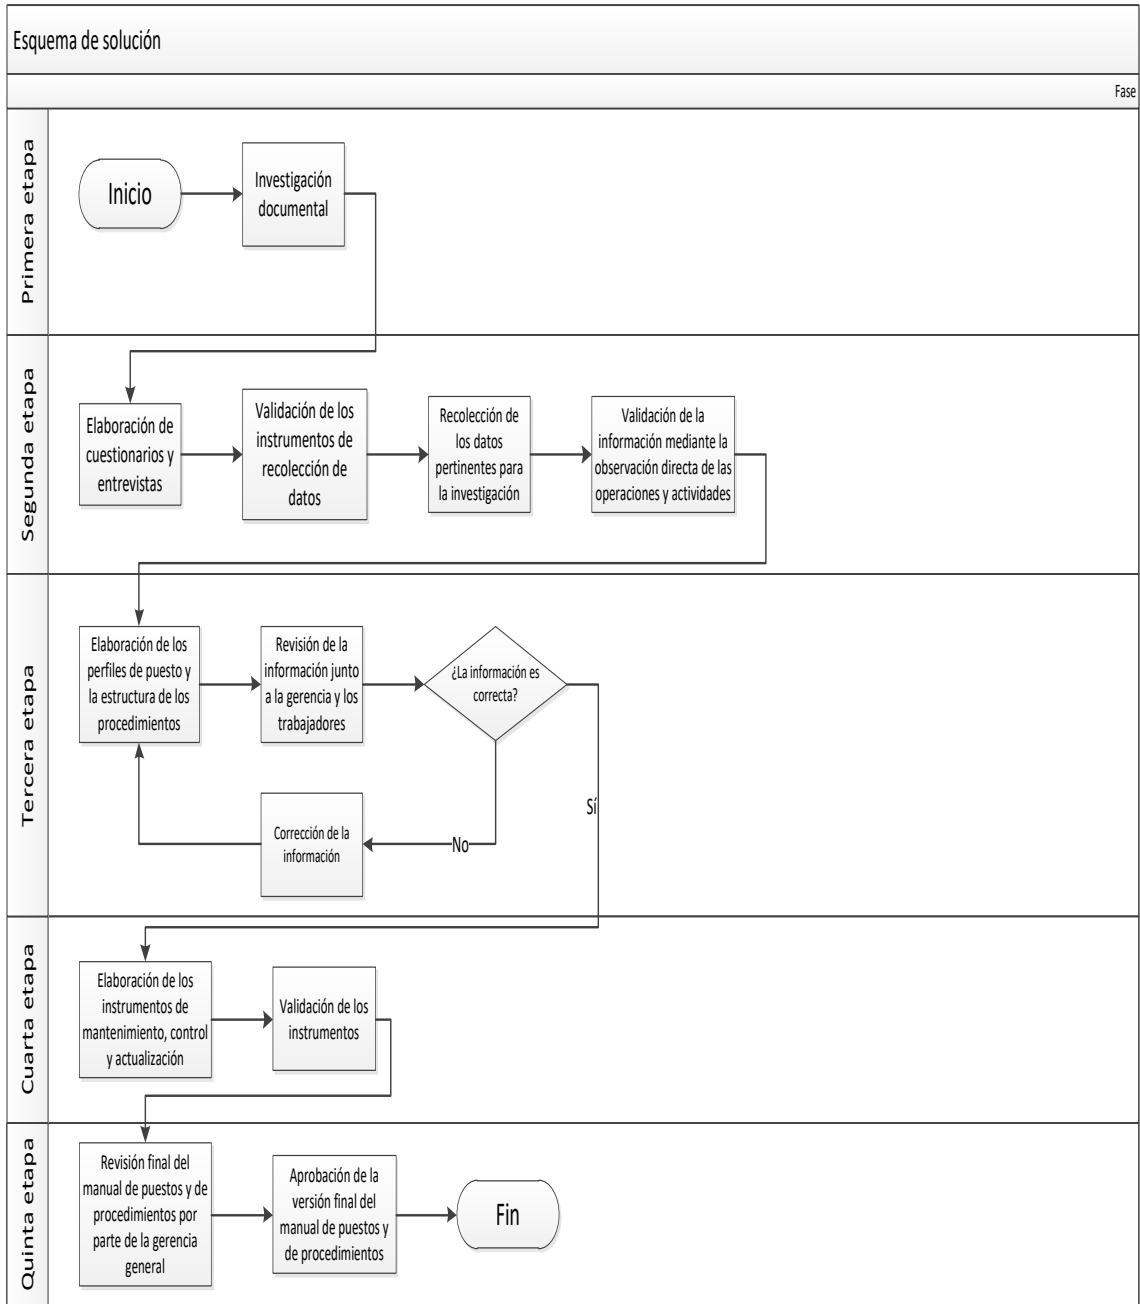 Esquema de solución
Fase
Primera etapa
Inicio
Investigación
documental
Segunda etapa
Elaboración de
cuestionarios y
entrevistas
Validación de los
instrumentos de
recolección de
datos
Recolección de
los datos
pertinentes para
la investigación
Validación de la
información mediante la
observación directa de las
operaciones y actividades
Tercera etapa
Elaboración de los
perfiles de puesto y
la estructura de los
procedimientos
Revisión de la
información junto
a la gerencia y los
trabajadores
¿La información es
correcta?
Sí
No
Corrección de la
información
Cuarta etapa
Elaboración de los
instrumentos de
mantenimiento, control
y actualización
Validación de los
instrumentos
Quinta etapa
Revisión final del
manual de puestos y de
procedimientos por
parte de la gerencia
general
Aprobación de la
versión final del
manual de puestos y
de procedimientos
Fin